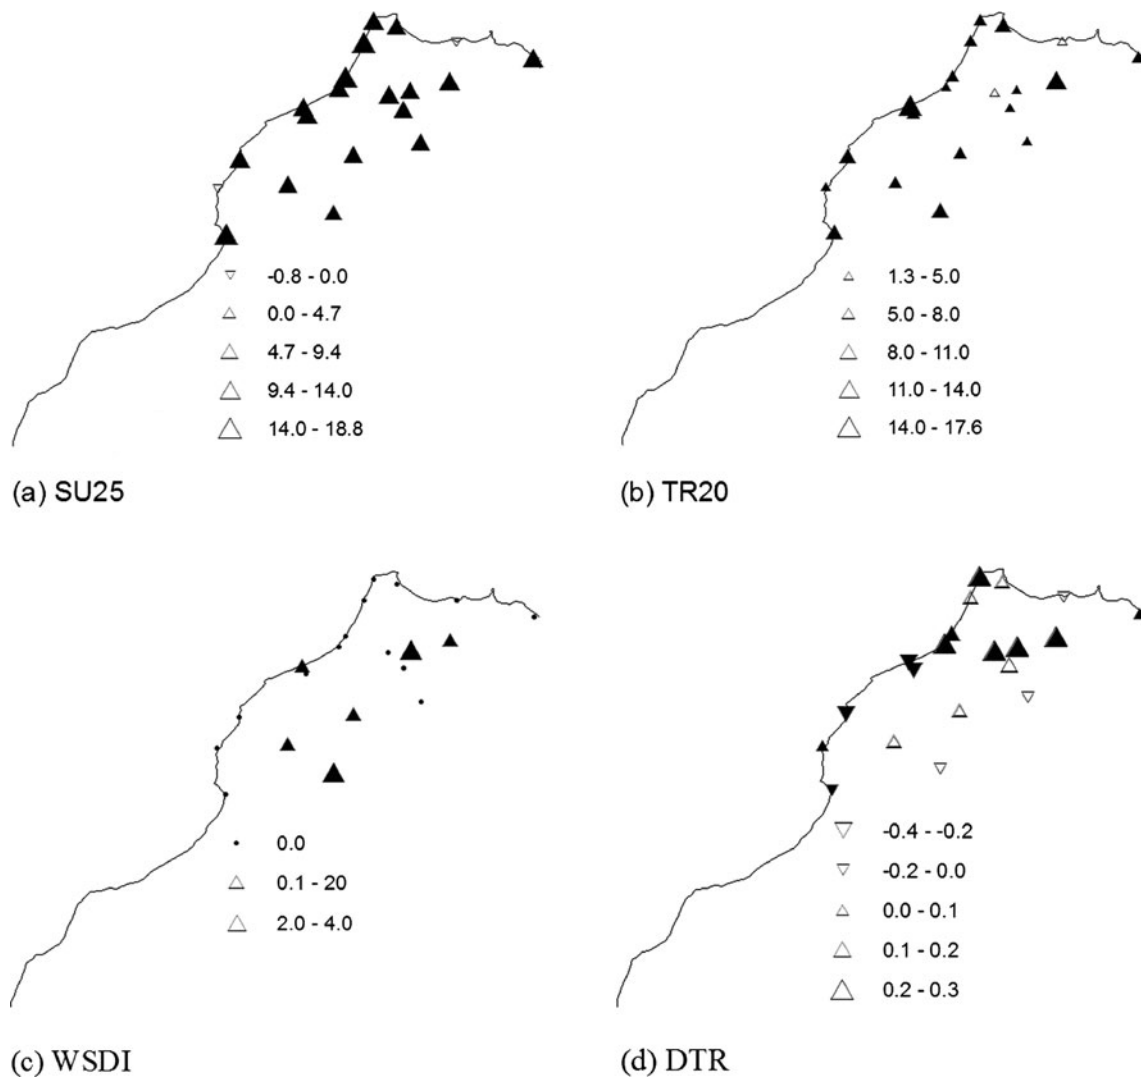 -0.8 - 0.0
0.0 - 4.7
4.7 - 9.4
9.4 - 14.0
14.0 - 18.8
(a) SU25
1.3 - 5.0
5.0 - 8.0
8.0 - 11.0
11.0 - 14.0
14.0 - 17.6
(b) TR20
0.0
0.1 - 20
2.0 - 4.0
(c) WSDI
-0.4 - -0.2
-0.2 - 0.0
0.0 - 0.1
0.1 - 0.2
0.2 - 0.3
(d) DTR